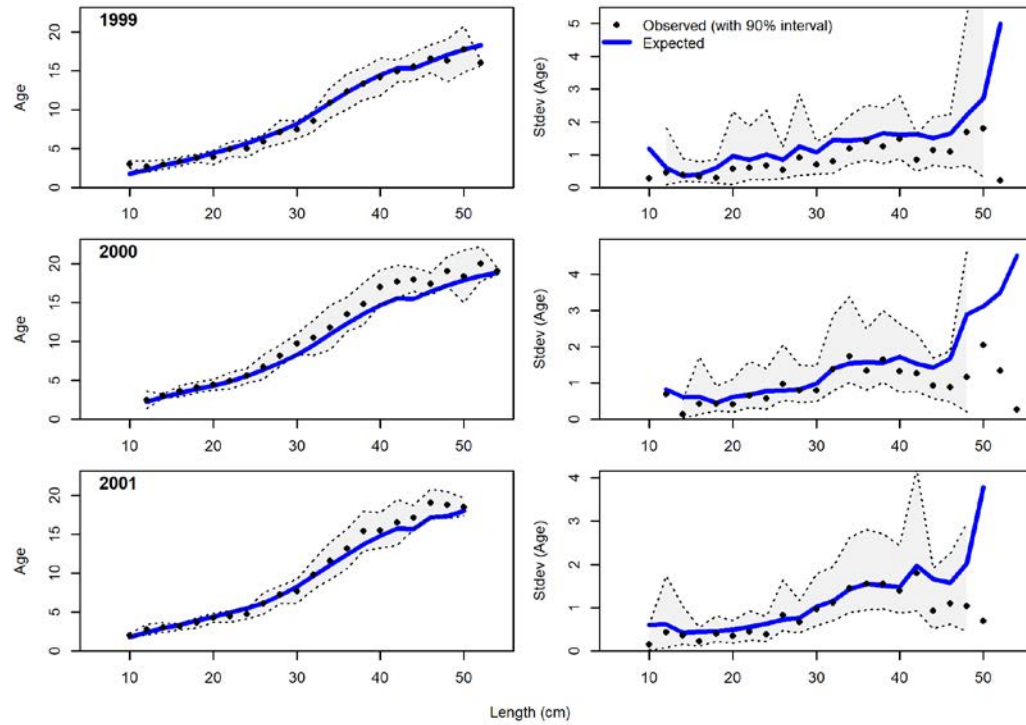 1999
Age
0 5 10 15 20
10 20 30 40 50
Observed (with 90% interval)
Expected
Stdev (Age)
0 1 2 3 4 5
10 20 30 40 50
2000
Age
0 5 10 15 20
10 20 30 40 50
Stdev (Age)
0 1 2 3 4
10 20 30 40 50
2001
Age
0 5 10 15 20
10 20 30 40 50
Stdev (Age)
0 1 2 3 4
10 20 30 40 50
Length (cm)